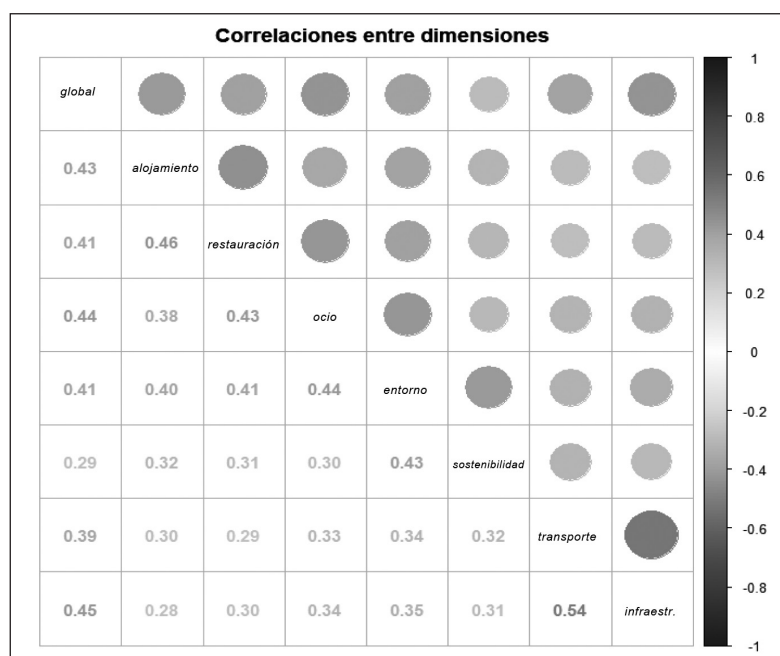 Correlaciones entre dimensiones
global
0.43 alojamiento
0.41 0.46 restauración
0.44 0.38 0.43 ocio
0.41 0.40 0.41 0.44 entorno
0.29 0.32 0.31 0.30 0.43 sostenibilidad
0.39 0.30 0.29 0.33 0.34 0.32 transporte
0.45 0.28 0.30 0.34 0.35 0.31 0.54 infraestr.
1
0.8
0.6
0.4
0.2
0
-0.2
-0.4
-0.6
-0.8
-1